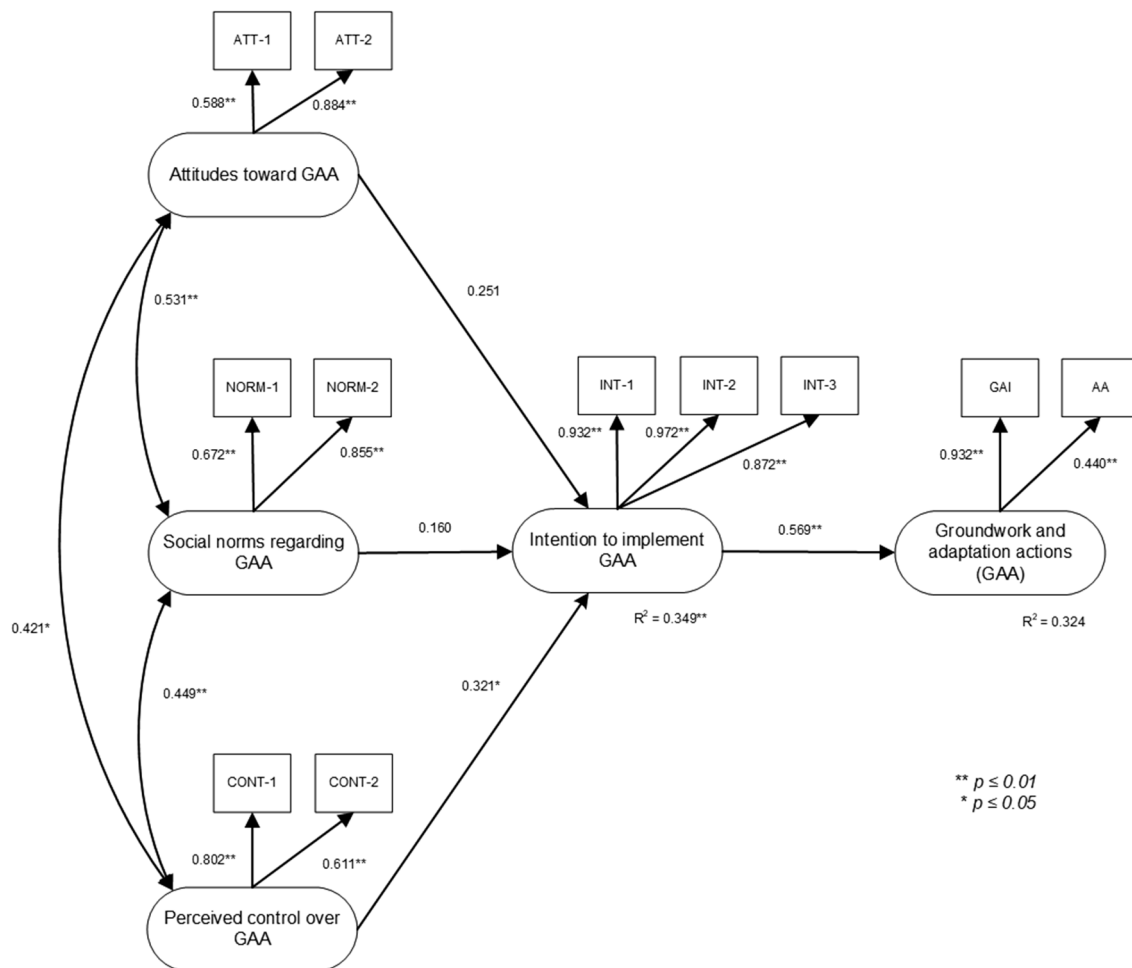 ATT-1
ATT-2
0.588**
0.884**
Attitudes toward GAA
0.531**
0.251
NORM-1
NORM-2
INT-1
INT-2
INT-3
GAI
AA
0.672**
0.855**
0.932**
0.972**
0.872**
0.932**
0.440**
Social norms regarding
GAA
0.160
Intention to implement
GAA
0.569**
Groundwork and
adaptation actions
(GAA)
R² = 0.349**
R² = 0.324
0.421*
0.449**
0.321*
CONT-1
CONT-2
0.802**
0.611**
Perceived control over
GAA
** p ≤ 0.01
* p ≤ 0.05